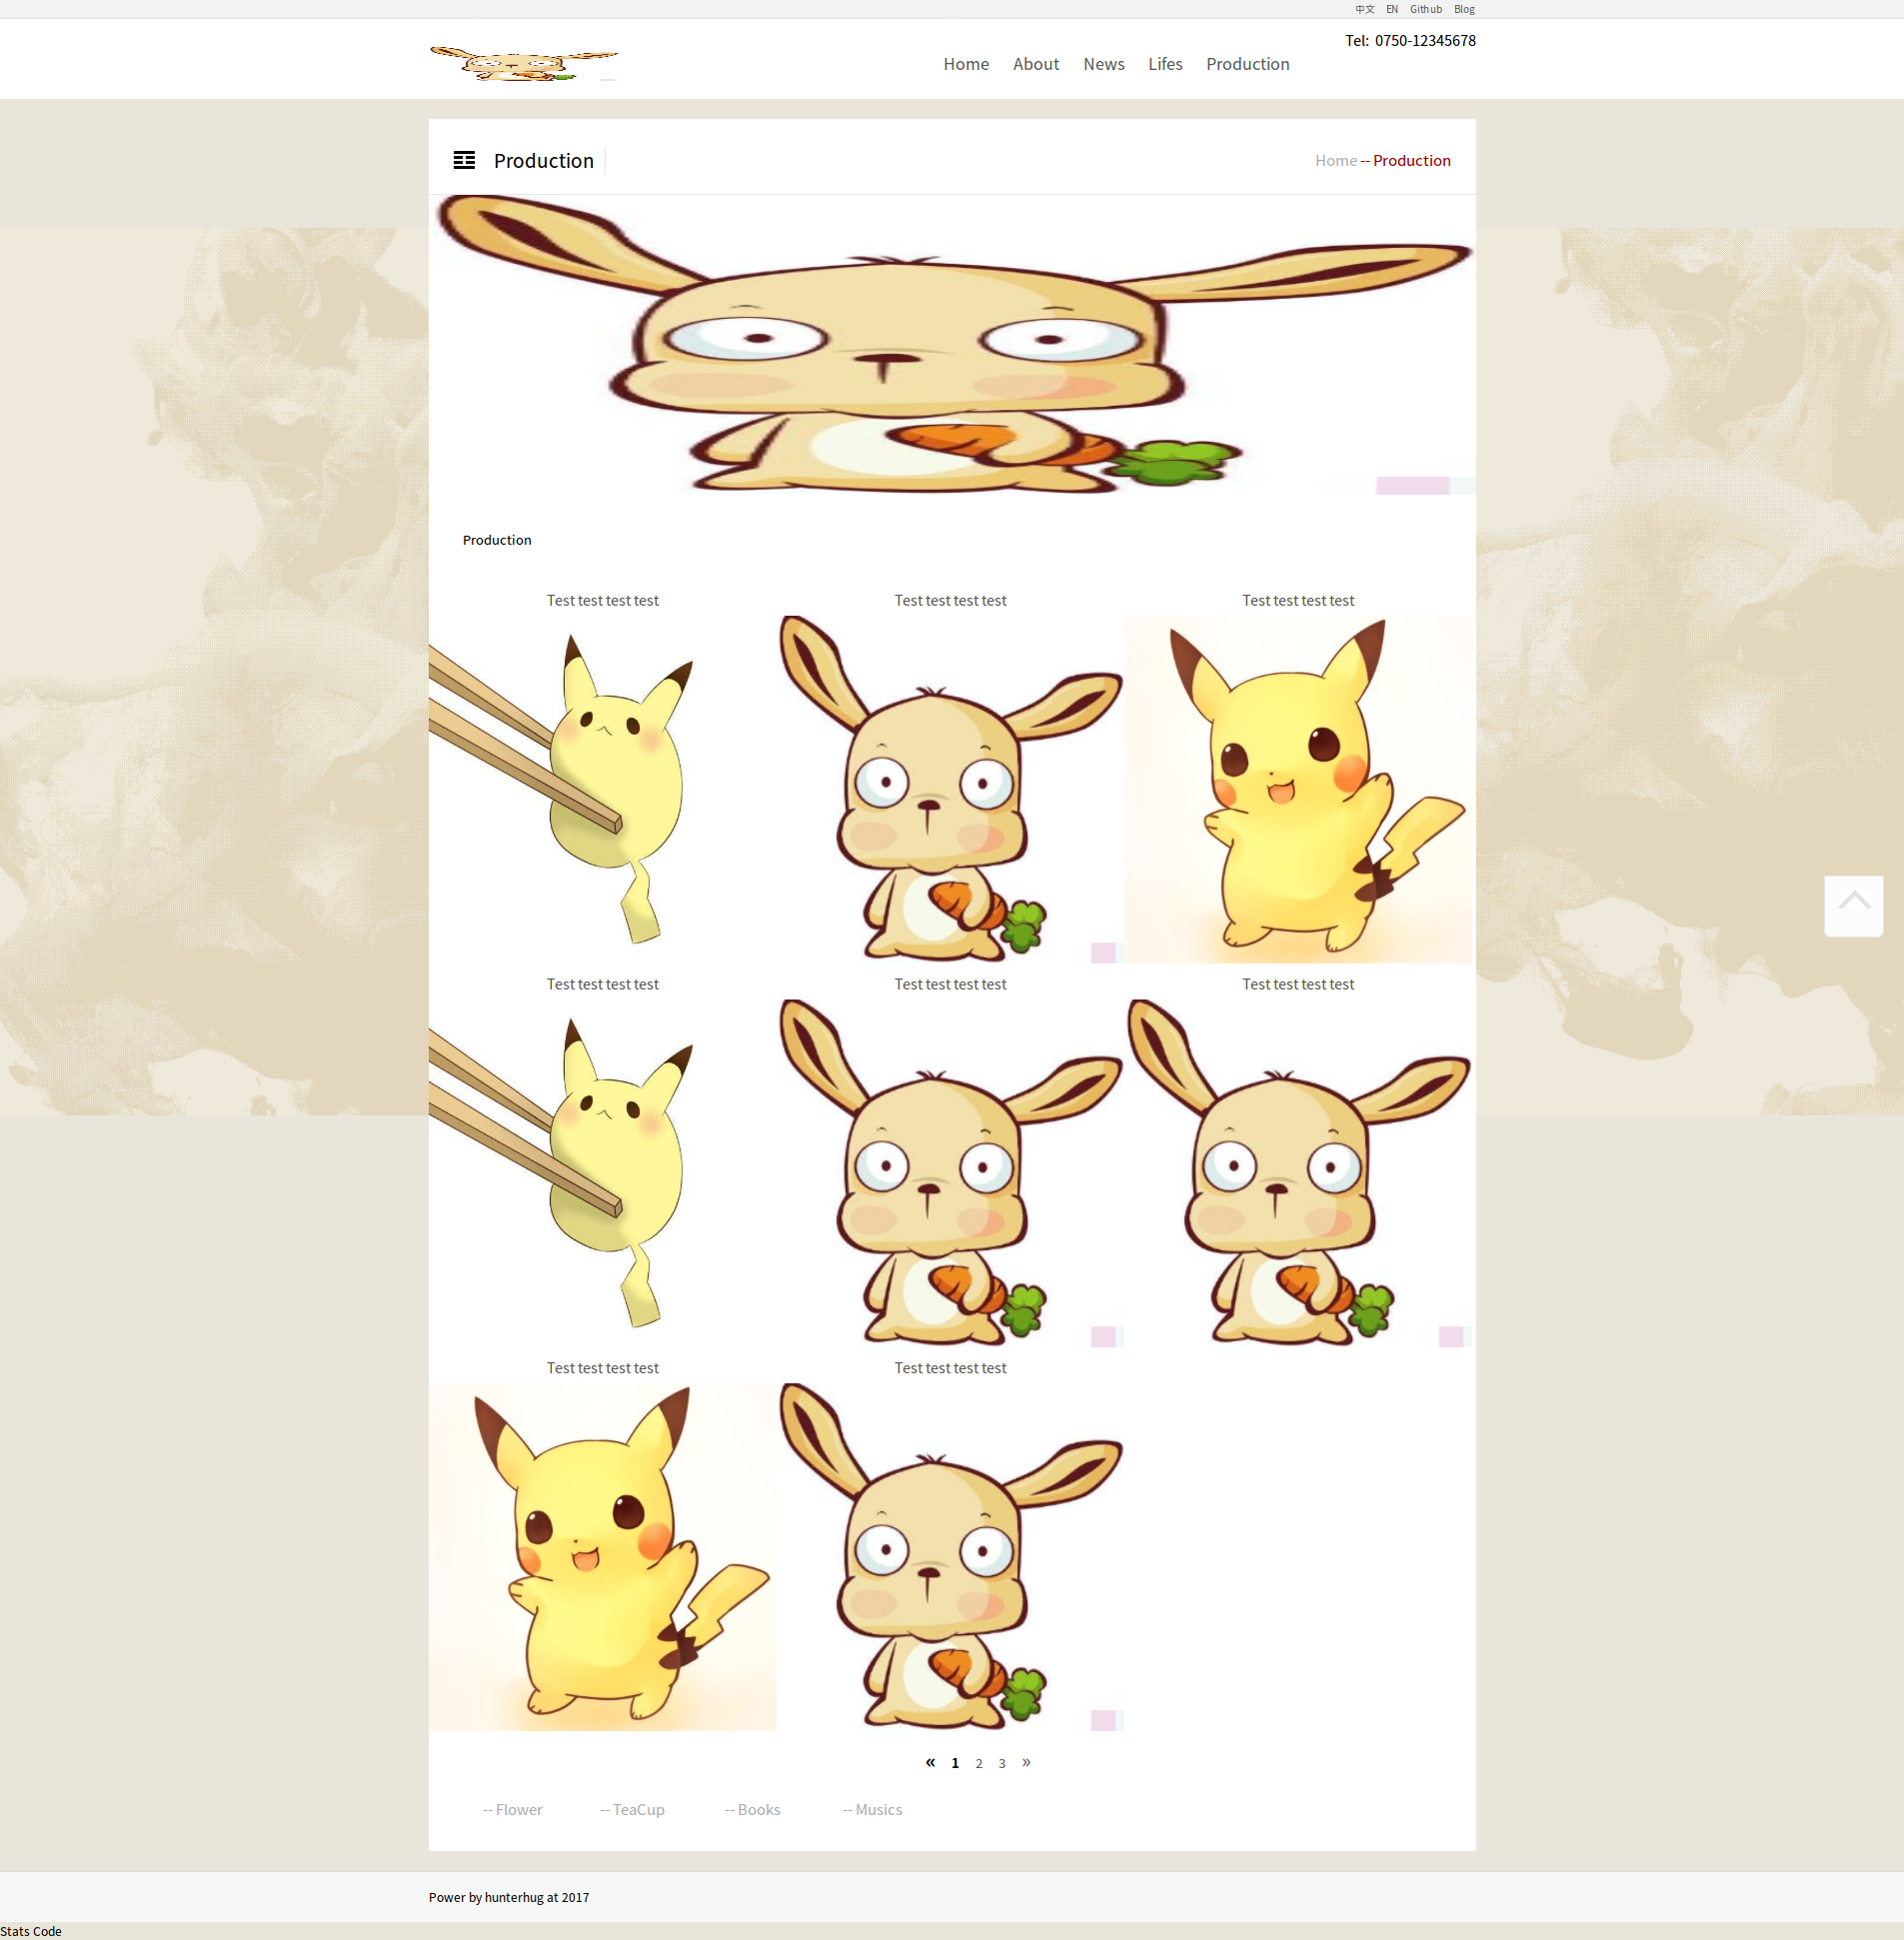 中文 EN Github Blog
Tel: 0750-12345678
Home About News Lifes Production
Production
Home -- Production
Production
Test test test test Test test test test Test test test test
Test test test test Test test test test Test test test test
Test test test test Test test test test
« 1 2 3 »
-- Flower -- TeaCup -- Books -- Musics
Power by hunterhug at 2017
Stats Code